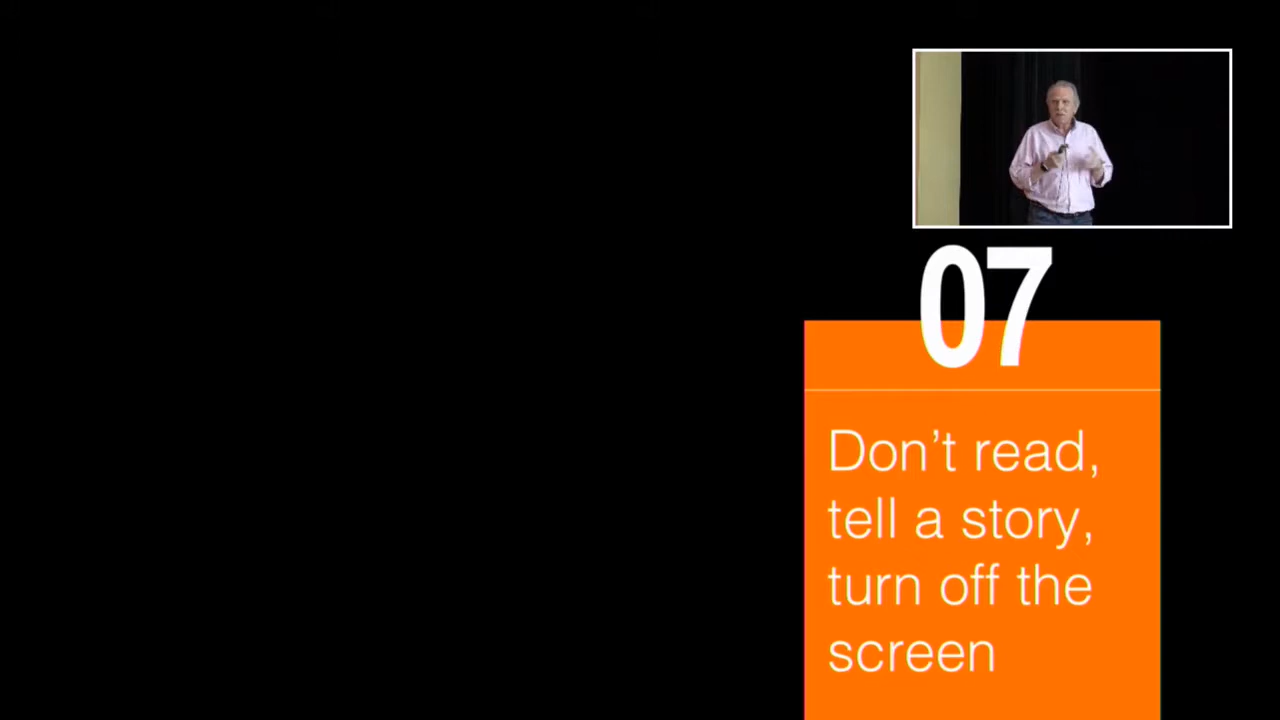 07
Don’t read,
tell a story,
turn off the
screen